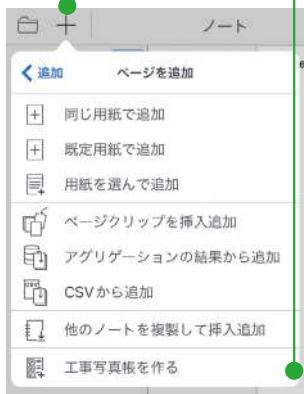 ノート
追加
ページを追加
同じ用紙で追加
既定用紙で追加
用紙を選んで追加
ページクリップを挿入追加
アグリゲーションの結果から追加
CSVから追加
他のノートを複製して挿入追加
工事写真帳を作る